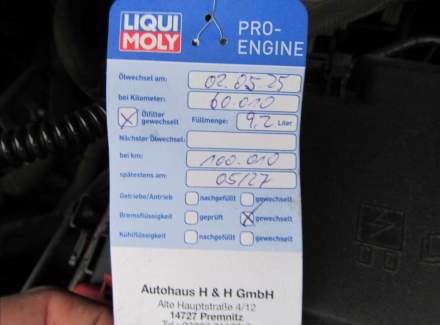 LIQUI
MOLY
PRO-
ENGINE
Ölwechsel am: 02.05.25
bei Kilometer: 60.010
Ölfilter gewechselt Füllmenge: 9,2 Liter
Nächster Ölwechsel:
bei km: 100.010
spätestens am: 05/27
Getriebe/Antrieb nachgefüllt gewechselt
Bremsflüssigkeit geprüft gewechselt
Kühlflüssigkeit nachgefüllt gewechselt
Autohaus H & H GmbH
Alte Hauptstraße 4/12
14727 Premnitz